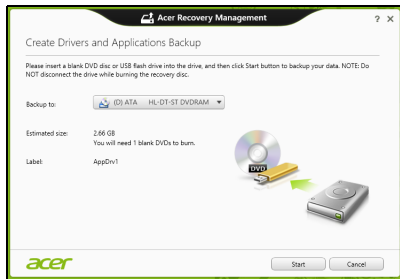 Acer Recovery Management
? ×
Create Drivers and Applications Backup
Please insert a blank DVD disc or USB flash drive into the drive, and then click Start button to backup your data. NOTE: Do
NOT disconnect the drive while burning the recovery disc.
Backup to: (D) ATA HL-DT-ST DVDRAM
Estimated size: 2.66 GB
You will need 1 blank DVDs to burn.
Label: AppDrv1
DVD
acer
Start Cancel